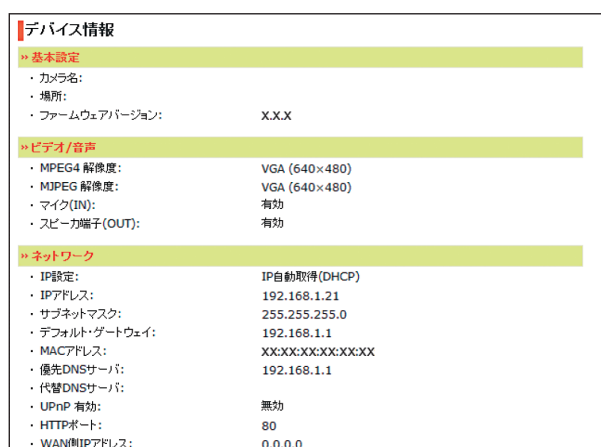 デバイス情報
» 基本設定
・カメラ名:
・場所:
・ファームウェアバージョン: X.X.X
» ビデオ/音声
・MPEG4 解像度: VGA (640×480)
・MJPEG 解像度: VGA (640×480)
・マイク(IN): 有効
・スピーカ端子(OUT): 有効
» ネットワーク
・IP設定: IP自動取得(DHCP)
・IPアドレス: 192.168.1.21
・サブネットマスク: 255.255.255.0
・デフォルト・ゲートウェイ: 192.168.1.1
・MACアドレス: XX:XX:XX:XX:XX:XX
・優先DNSサーバ: 192.168.1.1
・代替DNSサーバ:
・UPnP 有効: 無効
・HTTPポート: 80
・WAN側IPアドレス: 0.0.0.0